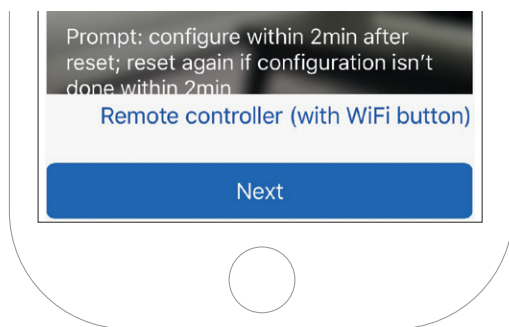 Prompt: configure within 2min after
reset; reset again if configuration isn't
done within 2min
Remote controller (with WiFi button)
Next